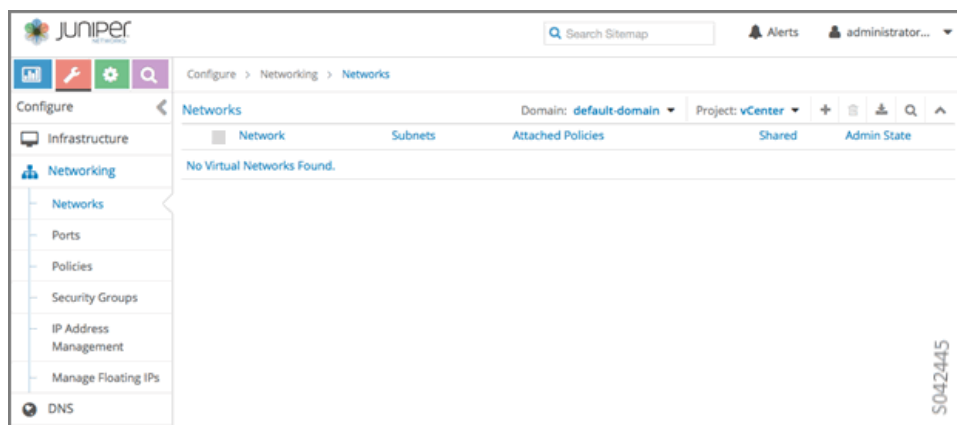 JUNIPER
NETWORKS
Search Sitemap
Alerts
administrator...
Configure > Networking > Networks
Configure
Networks
Domain: default-domain
Project: vCenter
Infrastructure
Network Subnets Attached Policies Shared Admin State
Networking
No Virtual Networks Found.
Networks
Ports
Policies
Security Groups
IP Address
Management
Manage Floating IPs
DNS
S042445